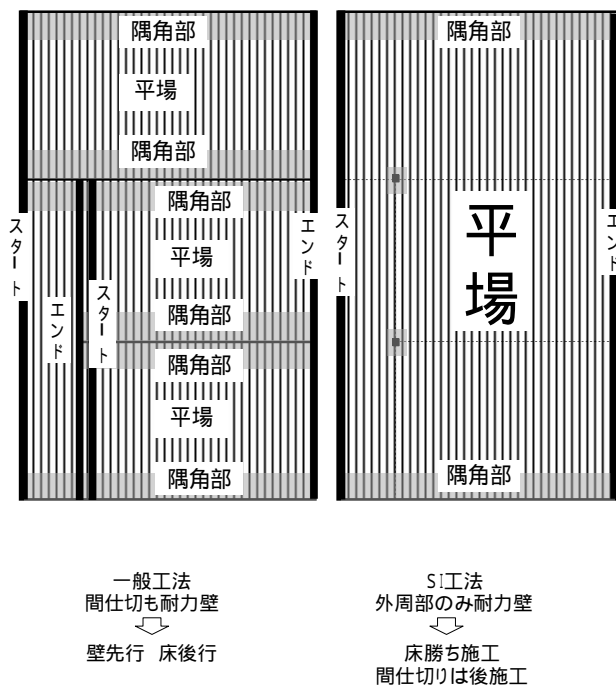 隅角部
平場
隅角部
隅角部
平場
隅角部
隅角部
平場
隅角部
スタート
エンド
スタート
エンド
一般工法
間仕切も耐力壁
壁先行 床後行
隅角部
平場
隅角部
スタート
エンド
SI工法
外周部のみ耐力壁
床勝ち施工
間仕切りは後施工